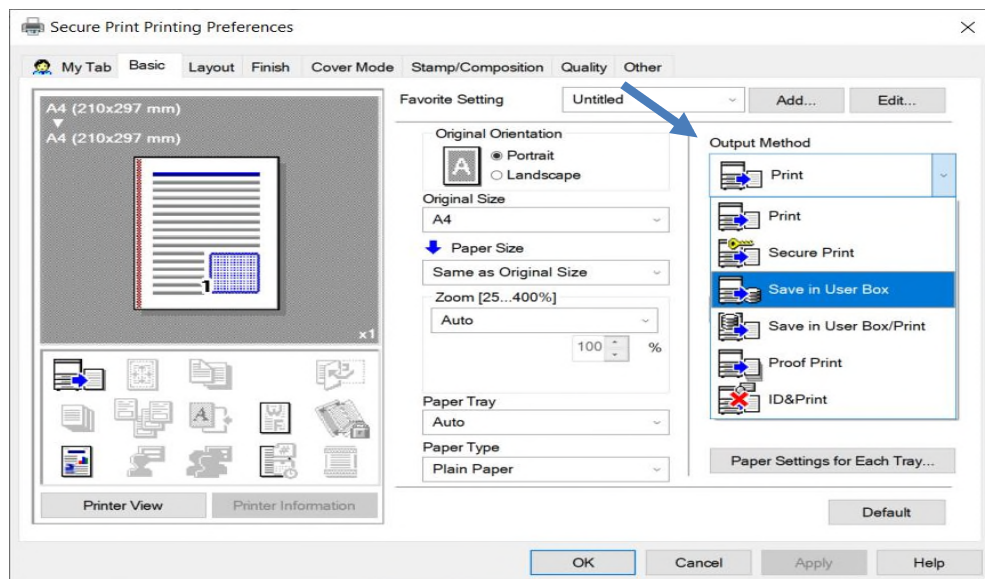 Secure Print Printing Preferences
My Tab Basic Layout Finish Cover Mode Stamp/Composition Quality Other
A4 (210x297 mm)
A4 (210x297 mm)
1
x1
Printer View Printer Information
Favorite Setting Untitled Add... Edit...
Original Orientation
A
Portrait
Landscape
Original Size
A4
Paper Size
Same as Original Size
Zoom [25...400%]
Auto
100 %
Paper Tray
Auto
Paper Type
Plain Paper
Output Method
Print
Print
Secure Print
Save in User Box
Save in User Box/Print
Proof Print
ID&Print
Paper Settings for Each Tray...
Default
OK Cancel Apply Help